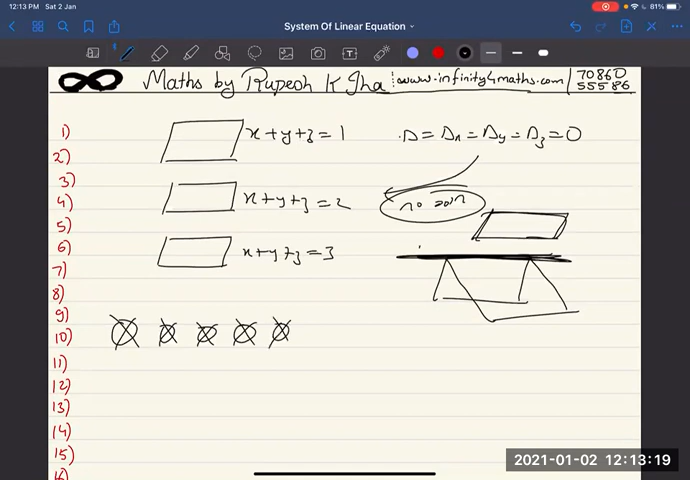 12:13 PM Sat 2 Jan
81%
System Of Linear Equation
Maths by Rupesh K Jha
www.infinity4maths.com
70860
55586
1)
x+y+z=1
D = Dx = Dy = Dz = 0
2)
3)
4)
x+y+z=2
no soln
5)
6)
x+y+z=3
7)
8)
9)
10)
11)
12)
13)
14)
15)
16
2021-01-02 12:13:19